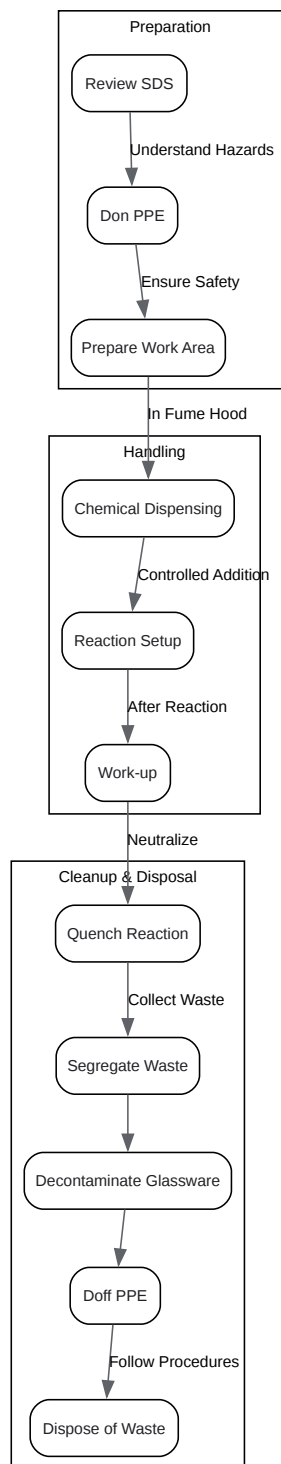 Preparation
Review SDS
Understand Hazards
Don PPE
Ensure Safety
Prepare Work Area
In Fume Hood
Handling
Chemical Dispensing
Controlled Addition
Reaction Setup
After Reaction
Work-up
Neutralize
Cleanup & Disposal
Quench Reaction
Collect Waste
Segregate Waste
Decontaminate Glassware
Doff PPE
Follow Procedures
Dispose of Waste